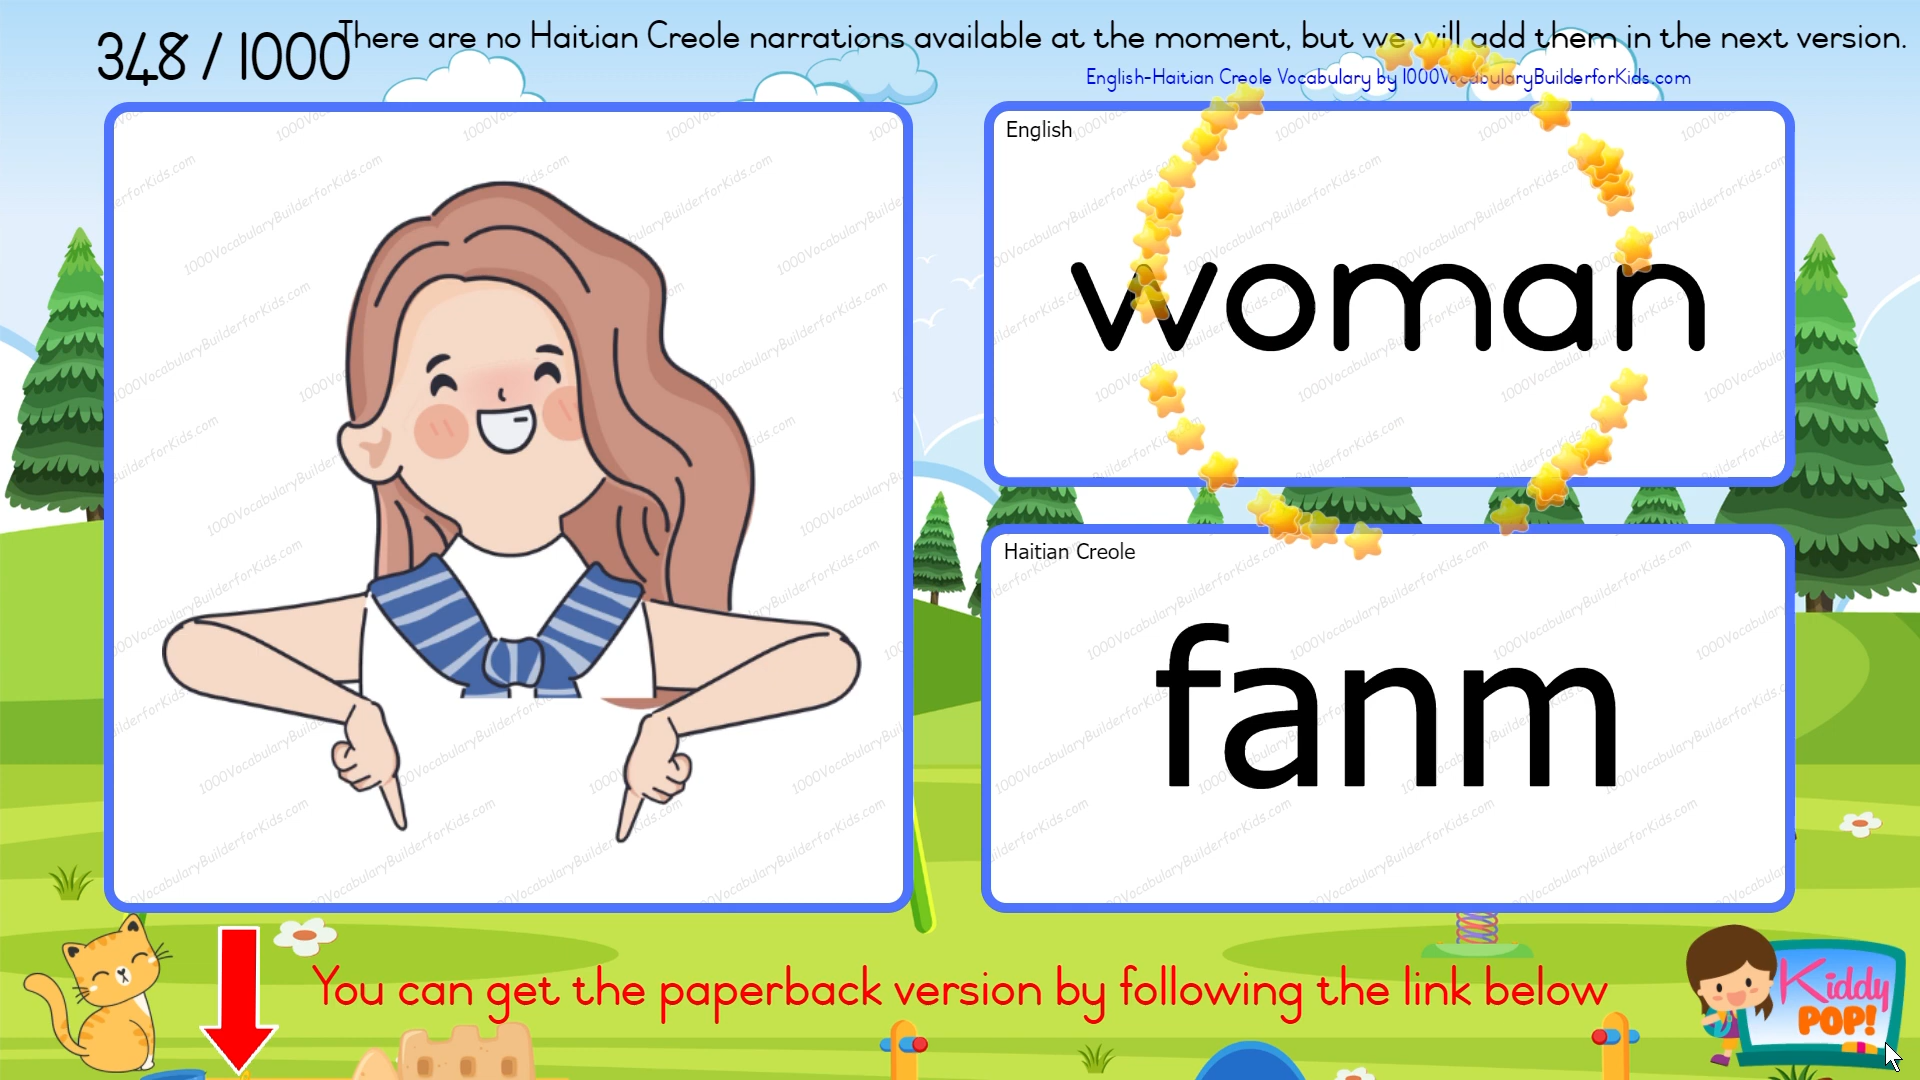 348 / 1000
There are no Haitian Creole narrations available at the moment, but we will add them in the next version.
English-Haitian Creole Vocabulary by 1000VocabularyBuilderforKids.com
English
woman
Haitian Creole
fanm
You can get the paperback version by following the link below
Kiddy
POP!
1000VocabularyBuilderforKids.com